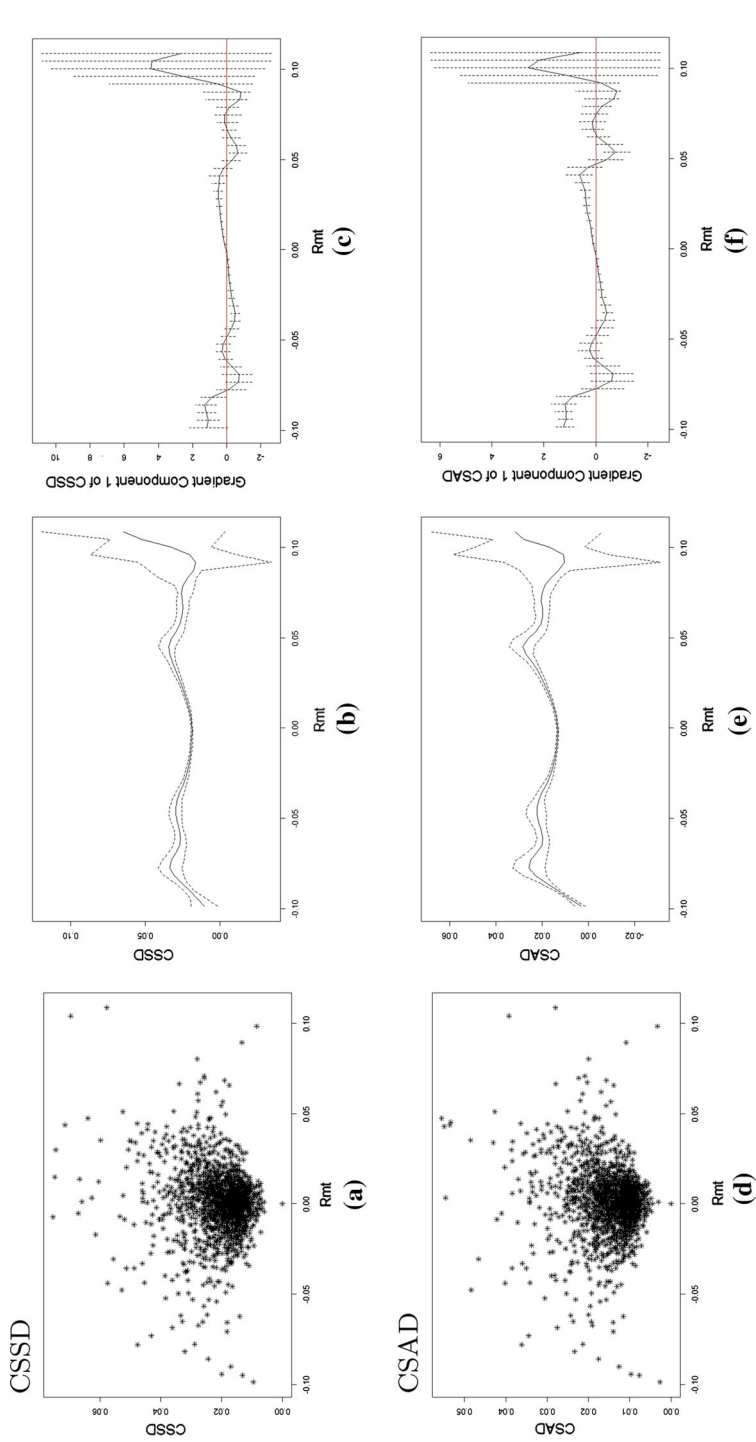 CSSD
0.06
0.04
0.02
0.00
CSSD
-0.10 -0.05 0.00 0.05 0.10
Rmt
(a)
0.10
0.05
0.00
CSSD
-0.10 -0.05 0.00 0.05 0.10
Rmt
(b)
10
8
6
4
2
0
-2
Gradient Component 1 of CSSD
-0.10 -0.05 0.00 0.05 0.10
Rmt
(c)
CSAD
0.05
0.04
0.03
0.02
0.01
0.00
CSAD
-0.10 -0.05 0.00 0.05 0.10
Rmt
(d)
0.06
0.04
0.02
0.00
-0.02
CSAD
-0.10 -0.05 0.00 0.05 0.10
Rmt
(e)
6
4
2
0
-2
Gradient Component 1 of CSAD
-0.10 -0.05 0.00 0.05 0.10
Rmt
(f)